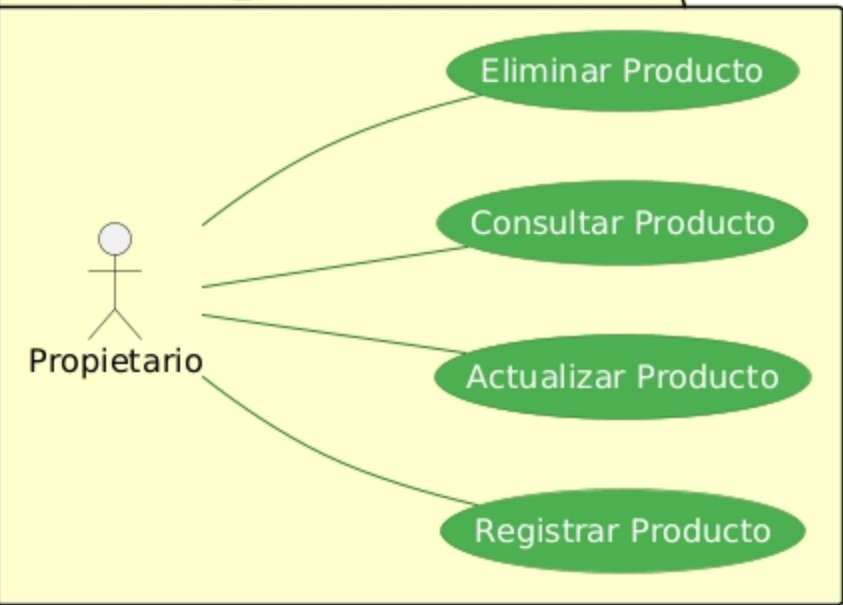 Eliminar Producto
Consultar Producto
Propietario
Actualizar Producto
Registrar Producto